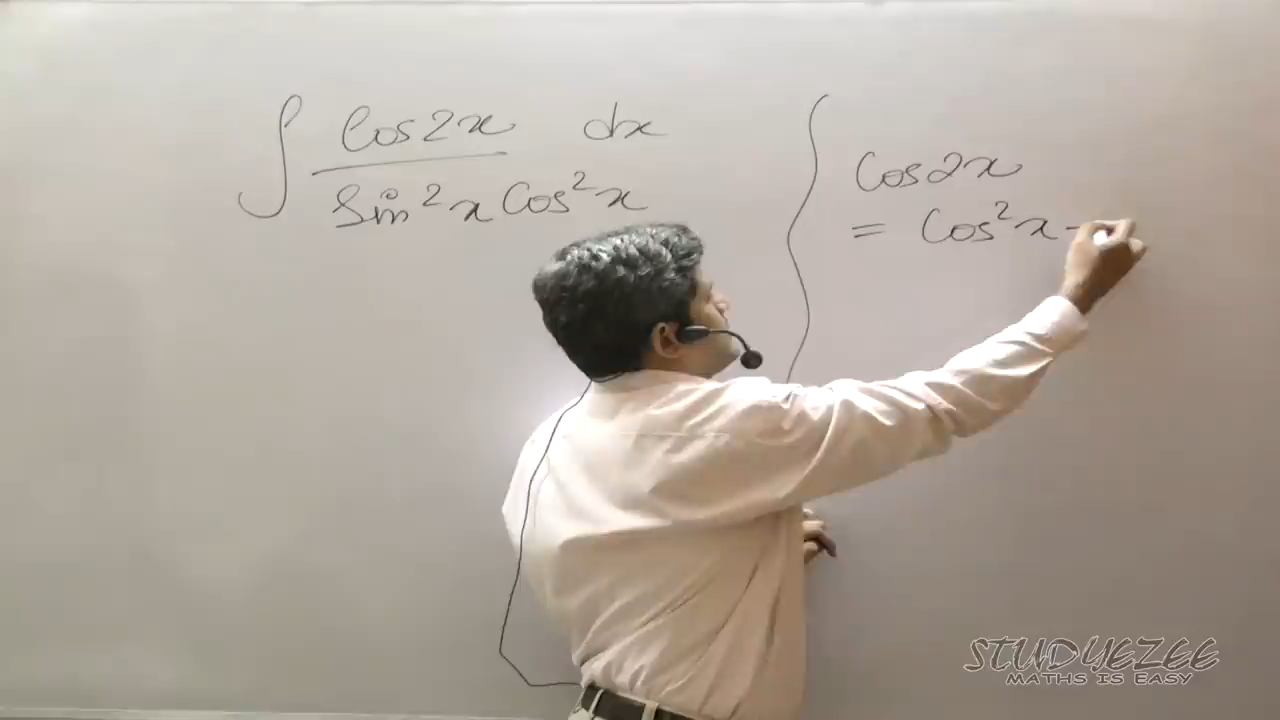 ∫ Cos2x dx
Sin²x Cos²x
Cos2x
= Cos²x -
STUDYEZEE
MATHS IS EASY